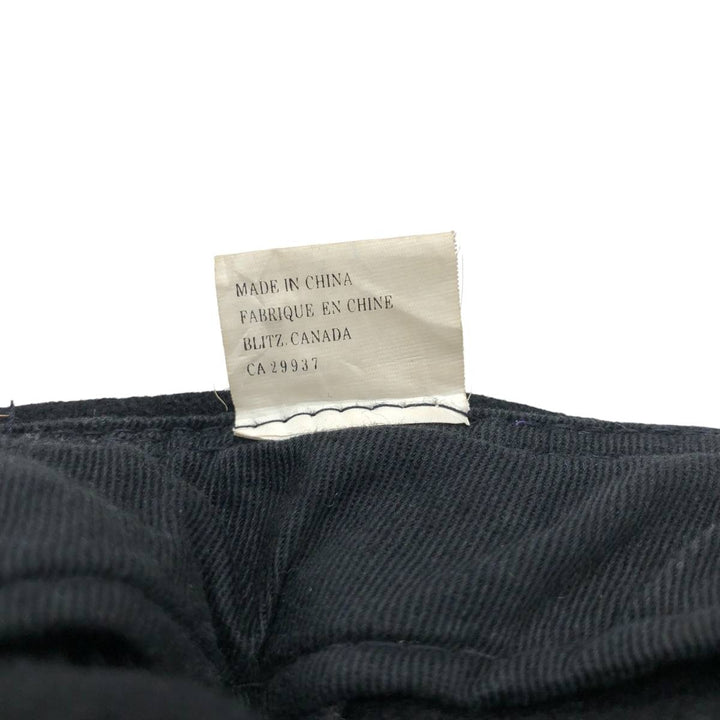 MADE IN CHINA
FABRIQUE EN CHINE
BLITZ. CANADA
CA 29937